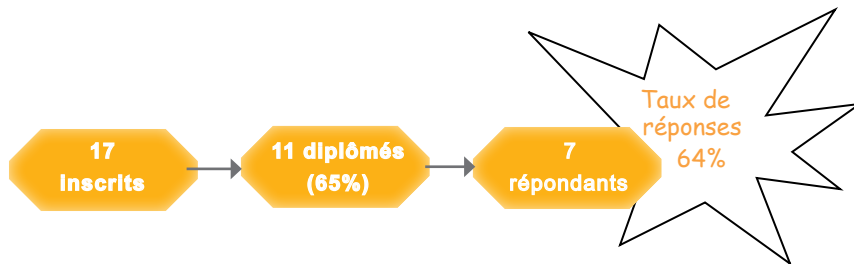 17
inscrits
11 diplômés
(65%)
7
répondants
Taux de
réponses
64%